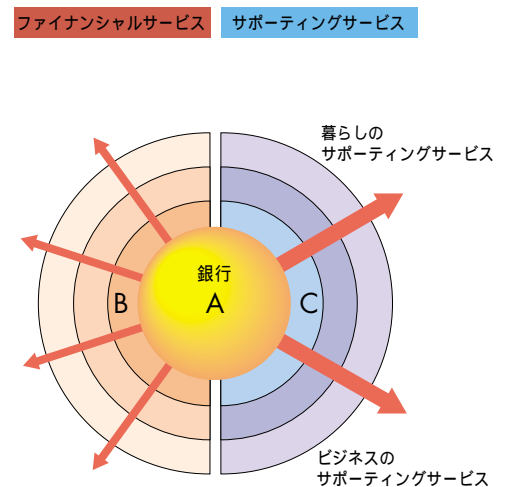 ファイナンシャルサービス
サポーティングサービス
暮らしの
サポーティングサービス
銀行
B
A
C
ビジネスの
サポーティングサービス